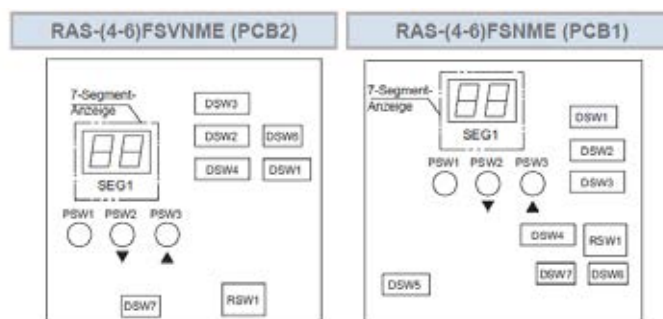 RAS-(4-6)FSVNME (PCB2)
7-Segment-
Anzeige
DSW3
DSW2 DSW6
DSW4 DSW1
SEG1
PSW1 PSW2 PSW3
DSW7
RSW1
RAS-(4-6)FSNME (PCB1)
7-Segment-
Anzeige
SEG1
DSW1
DSW2
DSW3
PSW1 PSW2 PSW3
DSW4
RSW1
DSW7 DSW6
DSW5